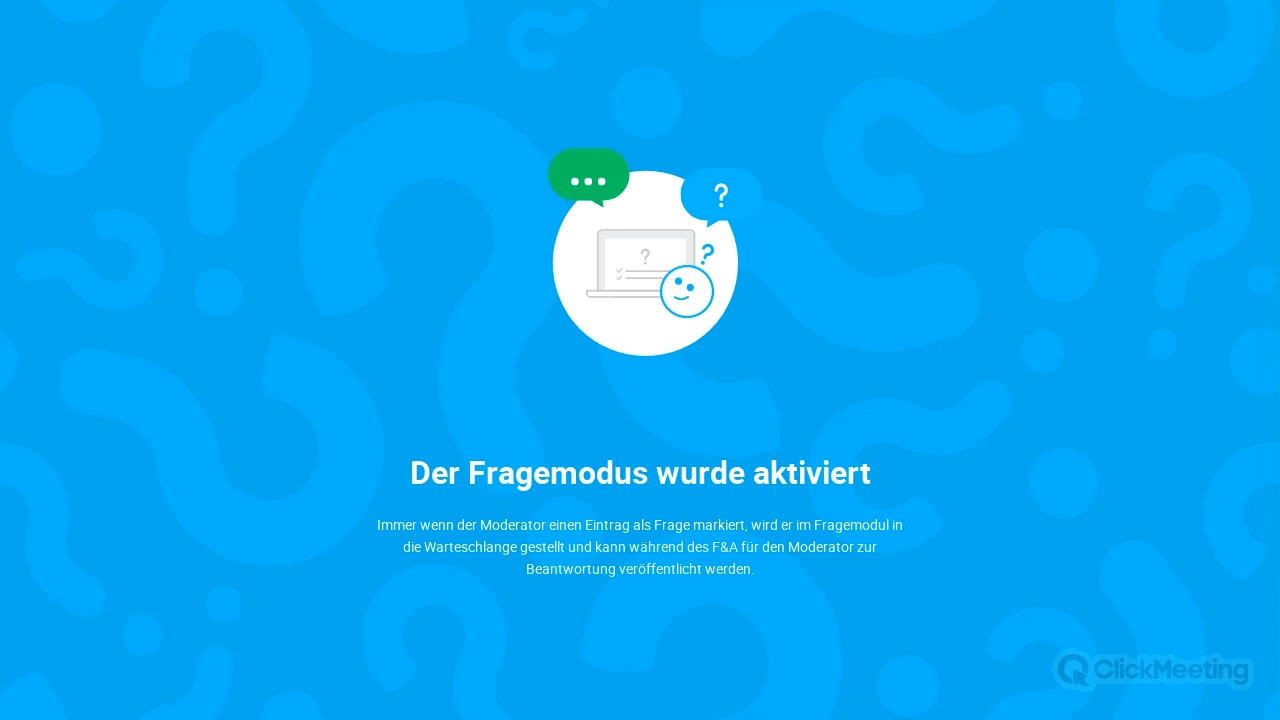 ?
?
?
Der Fragemodus wurde aktiviert
Immer wenn der Moderator einen Eintrag als Frage markiert, wird er im Fragemodul in
die Warteschlange gestellt und kann während des F&A für den Moderator zur
Beantwortung veröffentlicht werden.
ClickMeeting